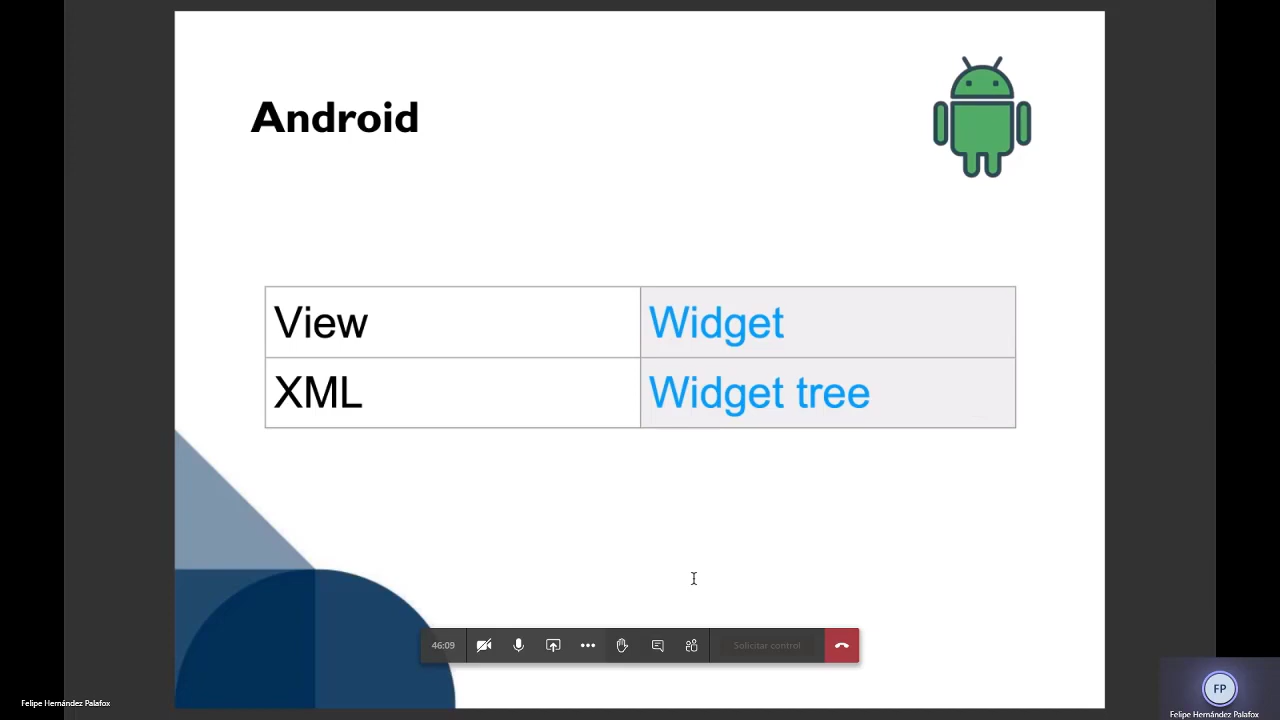 Android
View Widget
XML Widget tree
46:09 Solicitar control
FP
Felipe Hernández Palafox
Felipe Hernández Palafox